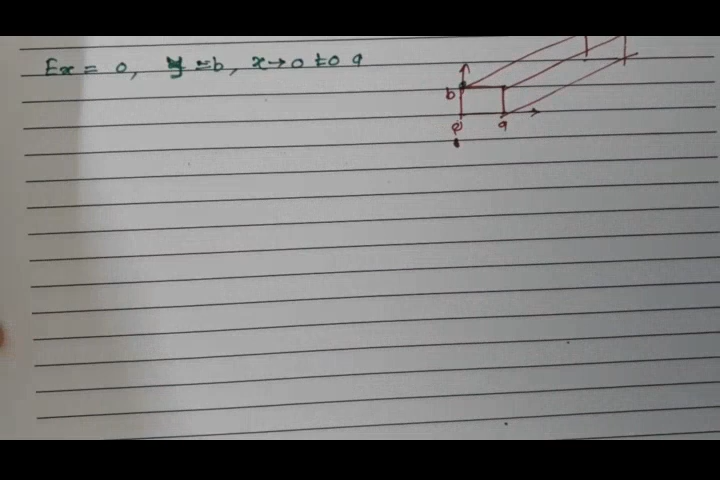 Ex = 0, y = b, x → 0 to a
b
0
a